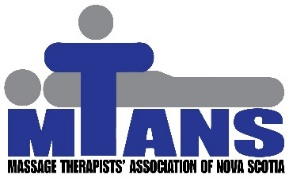 MTANS
MASSAGE THERAPISTS' ASSOCIATION OF NOVA SCOTIA